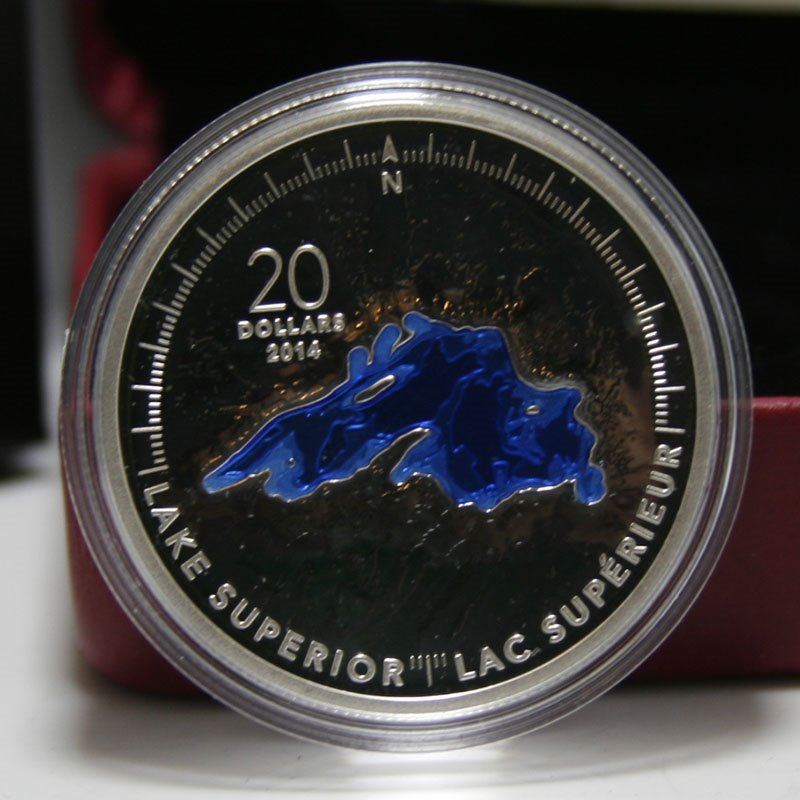 N
20
DOLLARS
2014
LAKE SUPERIOR
LAC SUPÉRIEUR